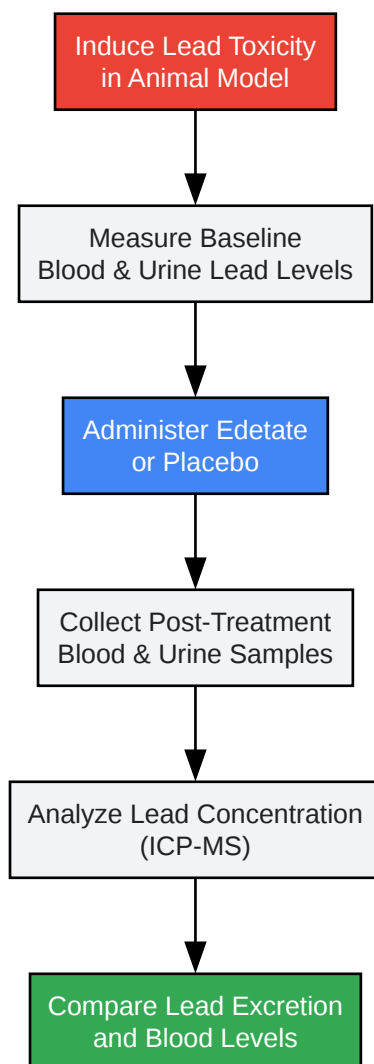 Induce Lead Toxicity
in Animal Model
Measure Baseline
Blood & Urine Lead Levels
Administer Edetate
or Placebo
Collect Post-Treatment
Blood & Urine Samples
Analyze Lead Concentration
(ICP-MS)
Compare Lead Excretion
and Blood Levels